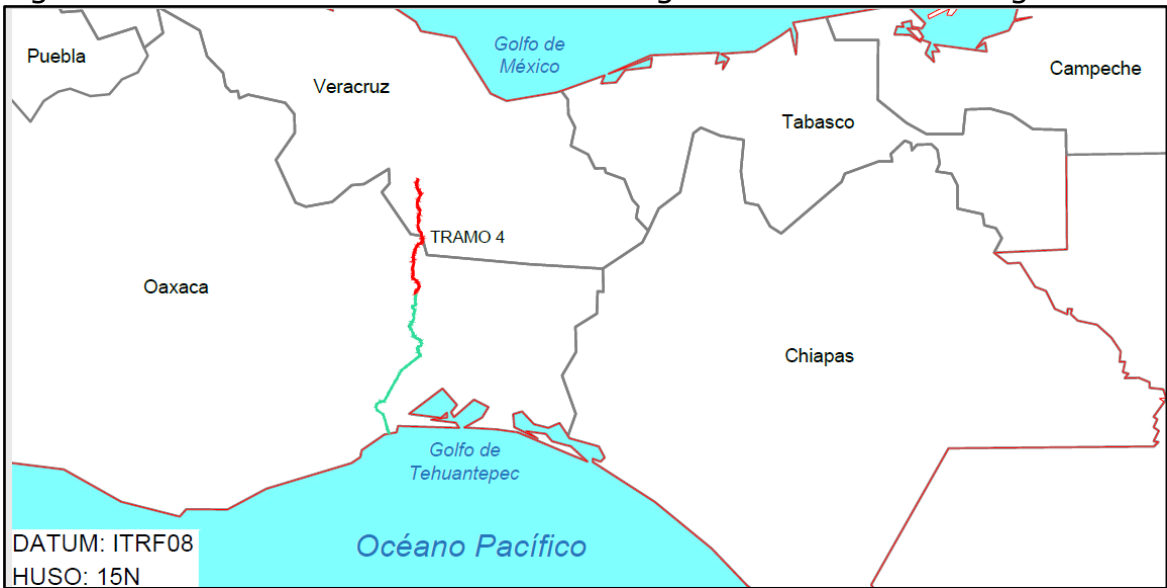 Golfo de
México
Puebla
Veracruz
Campeche
Tabasco
TRAMO 4
Oaxaca
Chiapas
Golfo de
Tehuantepec
Océano Pacífico
DATUM: ITRF08
HUSO: 15N